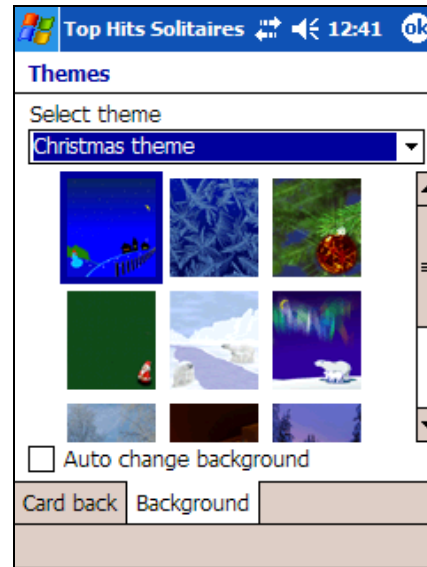 Top Hits Solitaires 12:41 ok
Themes
Select theme
Christmas theme
Auto change background
Card back Background